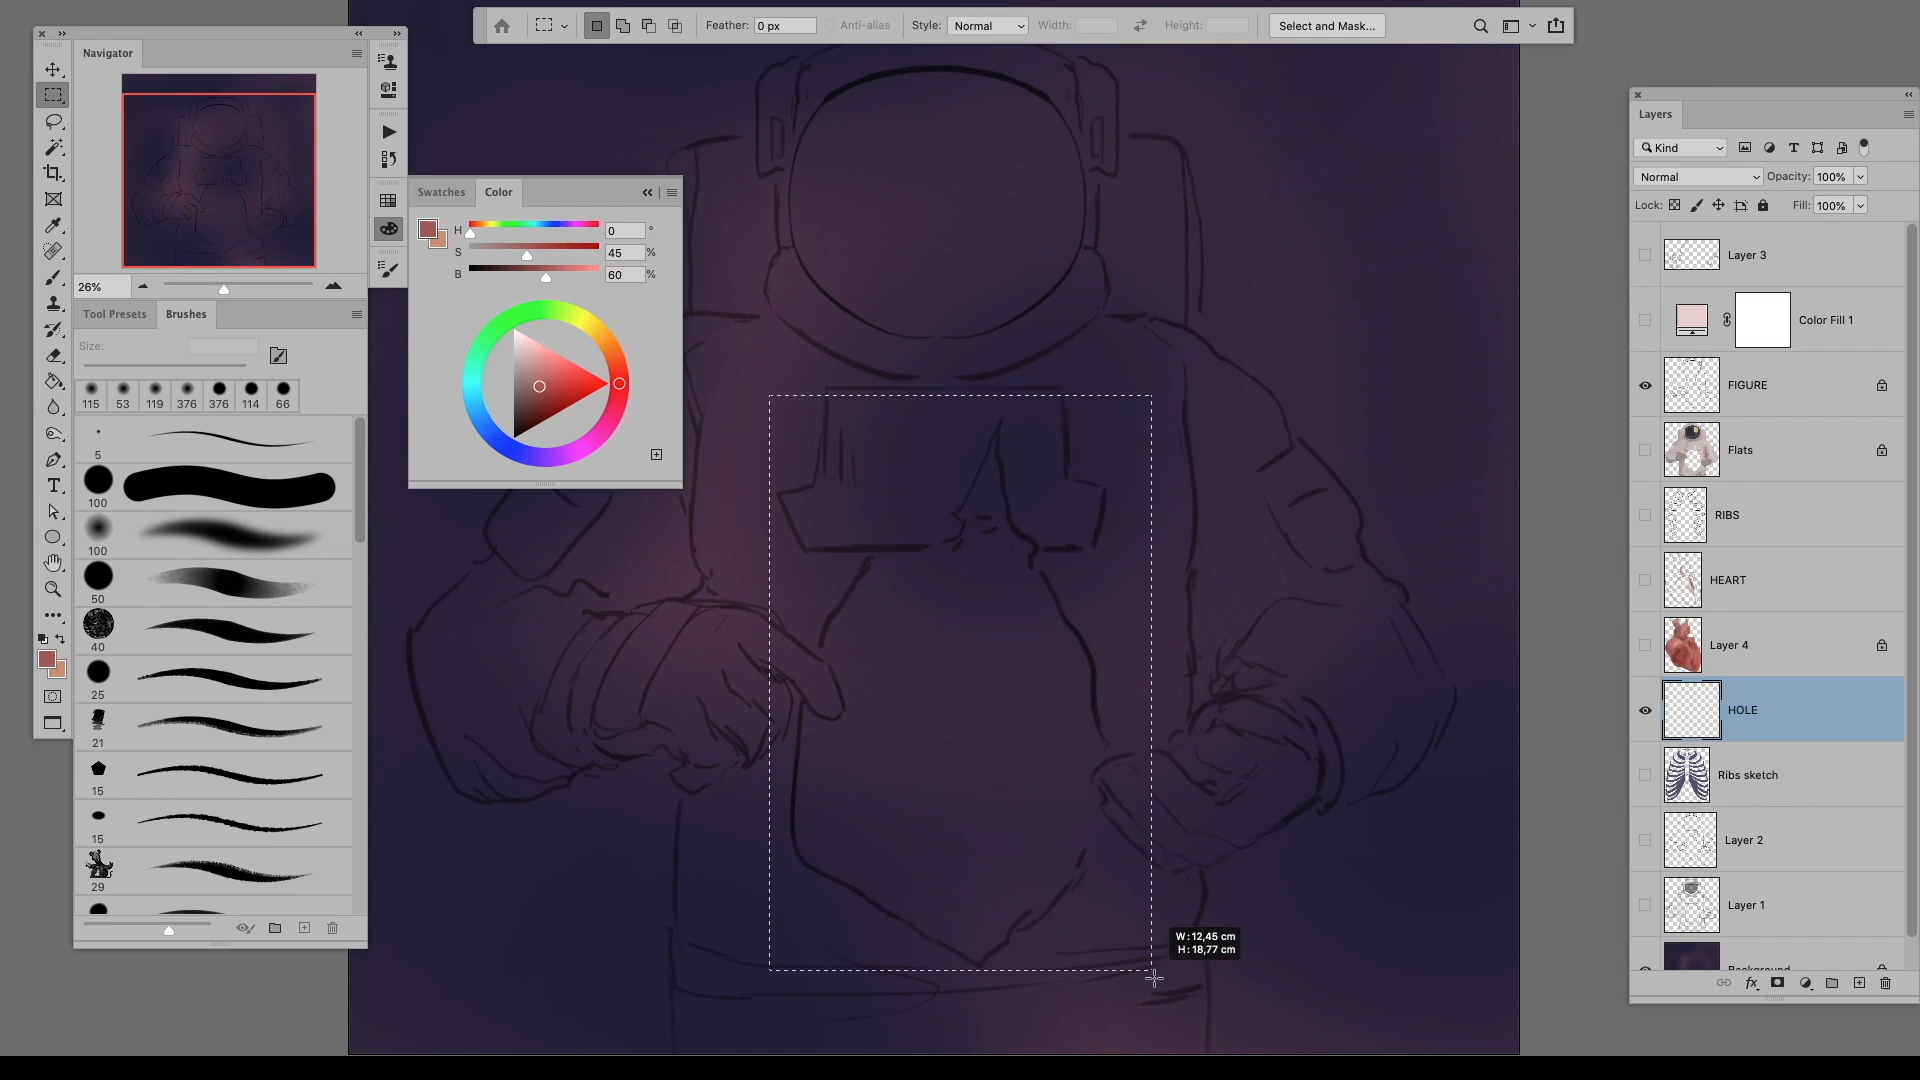 Feather: 0 px
Anti-alias
Style: Normal
Width:
Height:
Select and Mask...
Navigator
26%
Tool Presets
Brushes
Size:
115
53
119
376
376
114
66
5
100
100
50
40
25
21
15
15
29
Swatches
Color
H 0 °
S 45 %
B 60 %
W: 12,45 cm
H: 18,77 cm
Layers
Kind
Normal
Opacity: 100%
Lock:
Fill: 100%
Layer 3
Color Fill 1
FIGURE
Flats
RIBS
HEART
Layer 4
HOLE
Ribs sketch
Layer 2
Layer 1
Background
fx